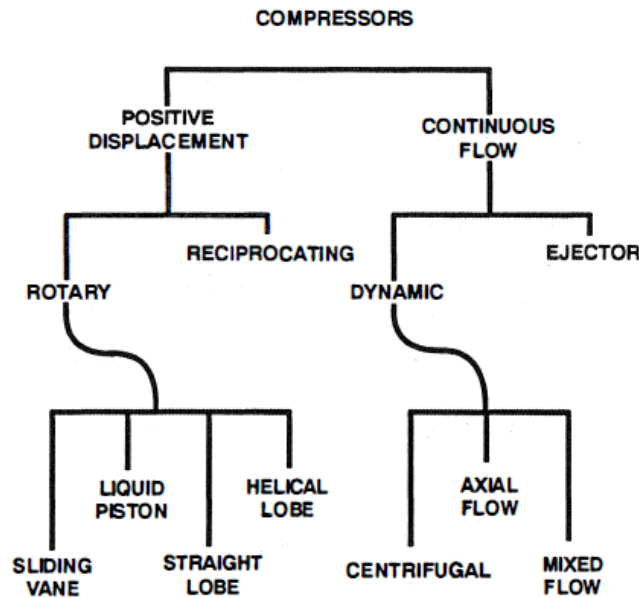 COMPRESSORS
POSITIVE
DISPLACEMENT
CONTINUOUS
FLOW
RECIPROCATING
EJECTOR
ROTARY
DYNAMIC
LIQUID
PISTON
HELICAL
LOBE
AXIAL
FLOW
SLIDING
VANE
STRAIGHT
LOBE
CENTRIFUGAL
MIXED
FLOW